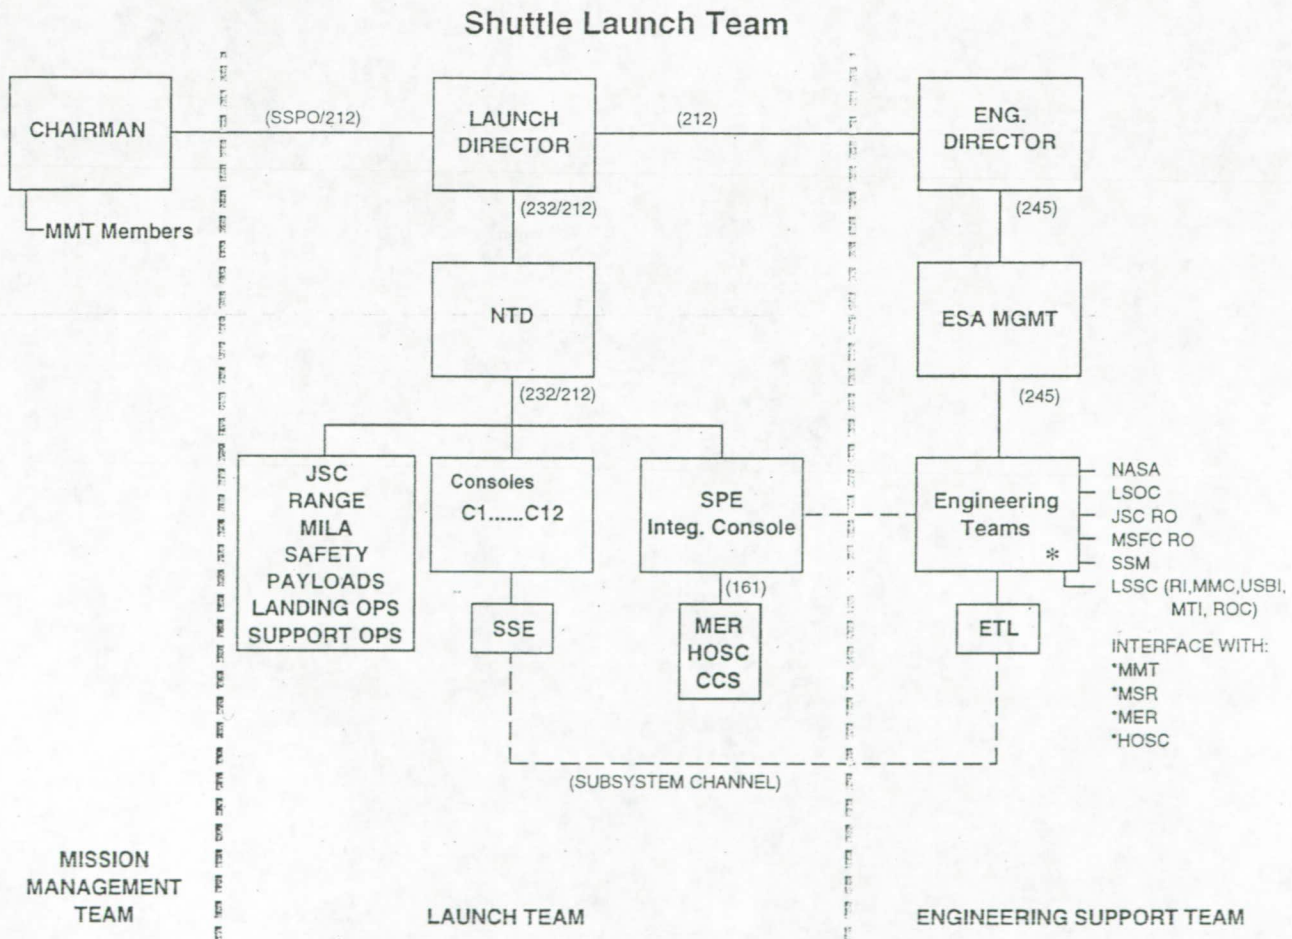 Shuttle Launch Team
CHAIRMAN
(SSPO/212)
LAUNCH
DIRECTOR
(212)
ENG.
DIRECTOR
MMT Members
(232/212)
(245)
NTD
ESA MGMT
(232/212)
(245)
JSC
RANGE
MILA
SAFETY
PAYLOADS
LANDING OPS
SUPPORT OPS
Consoles
C1......C12
SPE
Integ. Console
Engineering
Teams
*
NASA
LSOC
JSC RO
MSFC RO
SSM
LSSC (RI,MMC,USBI,
MTI, ROC)
SSE
(161)
MER
HOSC
CCS
ETL
INTERFACE WITH:
*MMT
*MSR
*MER
*HOSC
(SUBSYSTEM CHANNEL)
MISSION
MANAGEMENT
TEAM
LAUNCH TEAM
ENGINEERING SUPPORT TEAM